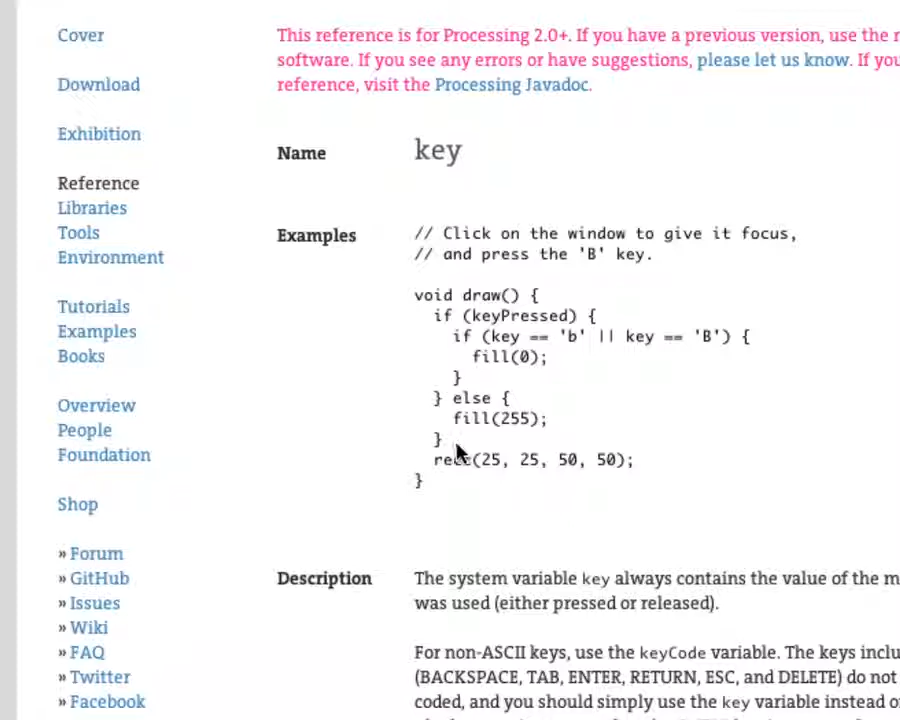 Cover
Download
Exhibition
Reference
Libraries
Tools
Environment
Tutorials
Examples
Books
Overview
People
Foundation
Shop
» Forum
» GitHub
» Issues
» Wiki
» FAQ
» Twitter
» Facebook
This reference is for Processing 2.0+. If you have a previous version, use the
software. If you see any errors or have suggestions, please let us know. If you
reference, visit the Processing Javadoc.
Name key
Examples
// Click on the window to give it focus,
// and press the 'B' key.
void draw() {
if (keyPressed) {
if (key == 'b' || key == 'B') {
fill(0);
}
} else {
fill(255);
}
rect(25, 25, 50, 50);
}
Description
The system variable key always contains the value of the
was used (either pressed or released).
For non-ASCII keys, use the keyCode variable. The keys
(BACKSPACE, TAB, ENTER, RETURN, ESC, and DELETE) do not
coded, and you should simply use the key variable instead